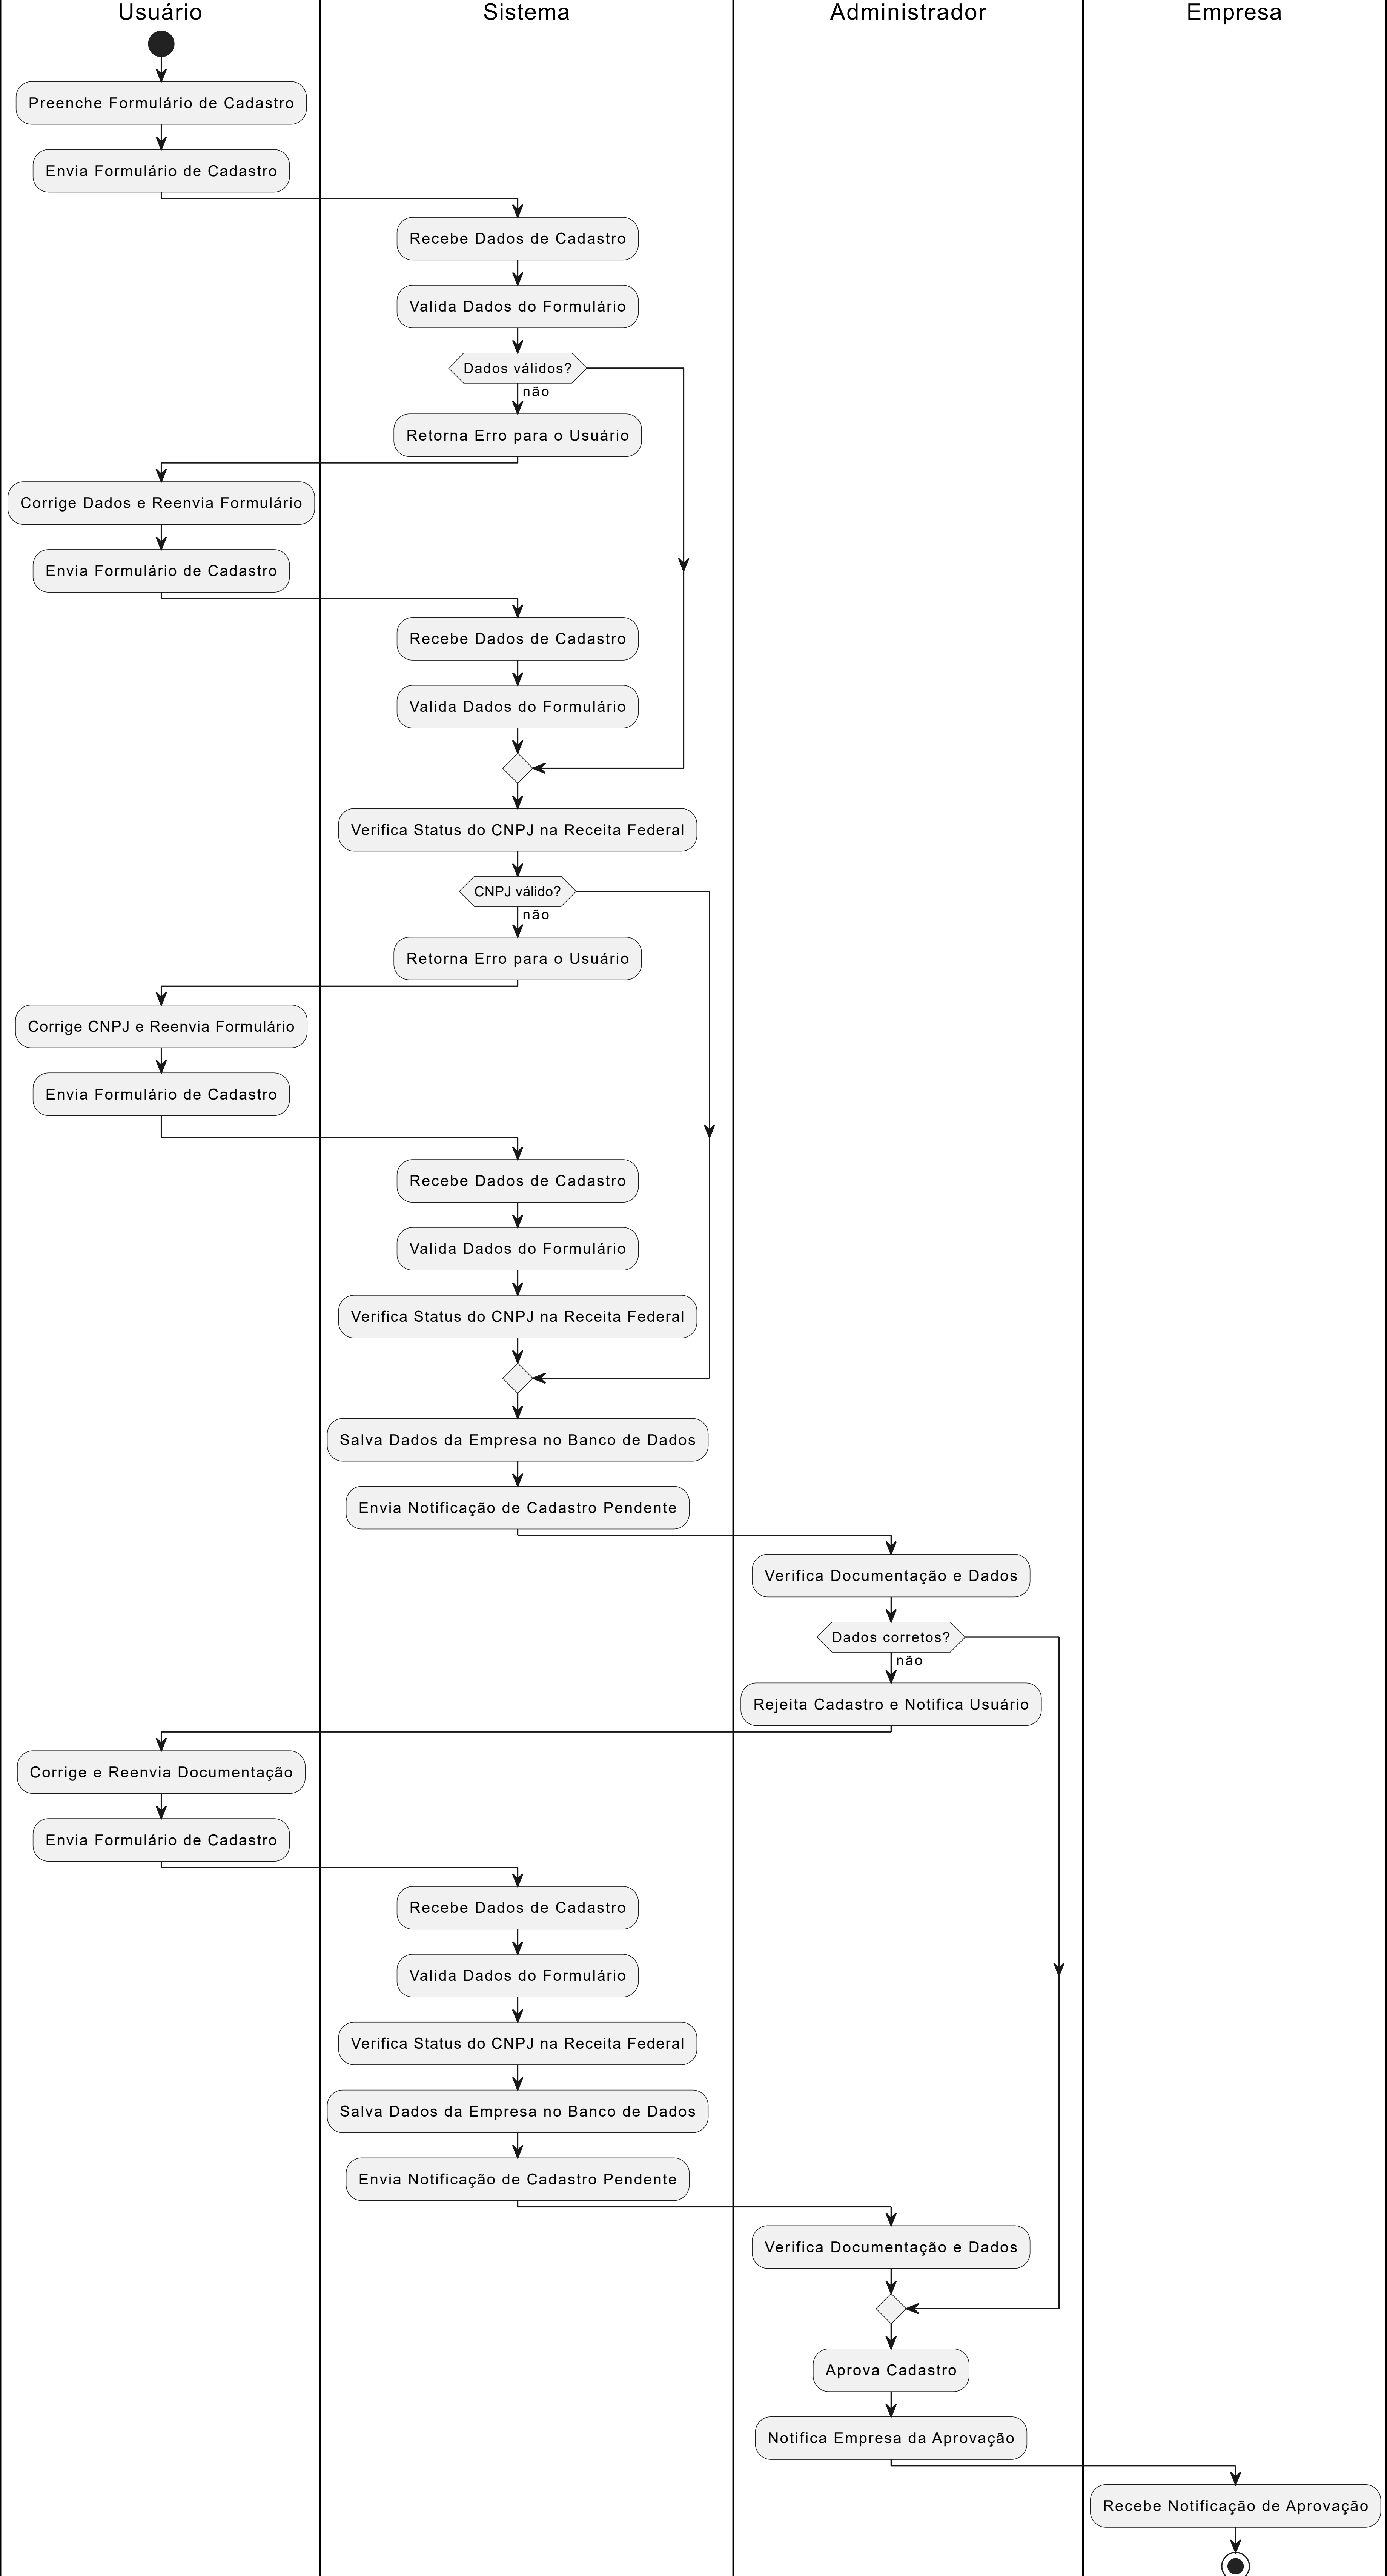 Usuário
Sistema
Administrador
Empresa
Preenche Formulário de Cadastro
Envia Formulário de Cadastro
Recebe Dados de Cadastro
Valida Dados do Formulário
Dados válidos?
não
Retorna Erro para o Usuário
Corrige Dados e Reenvia Formulário
Envia Formulário de Cadastro
Recebe Dados de Cadastro
Valida Dados do Formulário
Verifica Status do CNPJ na Receita Federal
CNPJ válido?
não
Retorna Erro para o Usuário
Corrige CNPJ e Reenvia Formulário
Envia Formulário de Cadastro
Recebe Dados de Cadastro
Valida Dados do Formulário
Verifica Status do CNPJ na Receita Federal
Salva Dados da Empresa no Banco de Dados
Envia Notificação de Cadastro Pendente
Verifica Documentação e Dados
Dados corretos?
não
Rejeita Cadastro e Notifica Usuário
Corrige e Reenvia Documentação
Envia Formulário de Cadastro
Recebe Dados de Cadastro
Valida Dados do Formulário
Verifica Status do CNPJ na Receita Federal
Salva Dados da Empresa no Banco de Dados
Envia Notificação de Cadastro Pendente
Verifica Documentação e Dados
Aprova Cadastro
Notifica Empresa da Aprovação
Recebe Notificação de Aprovação